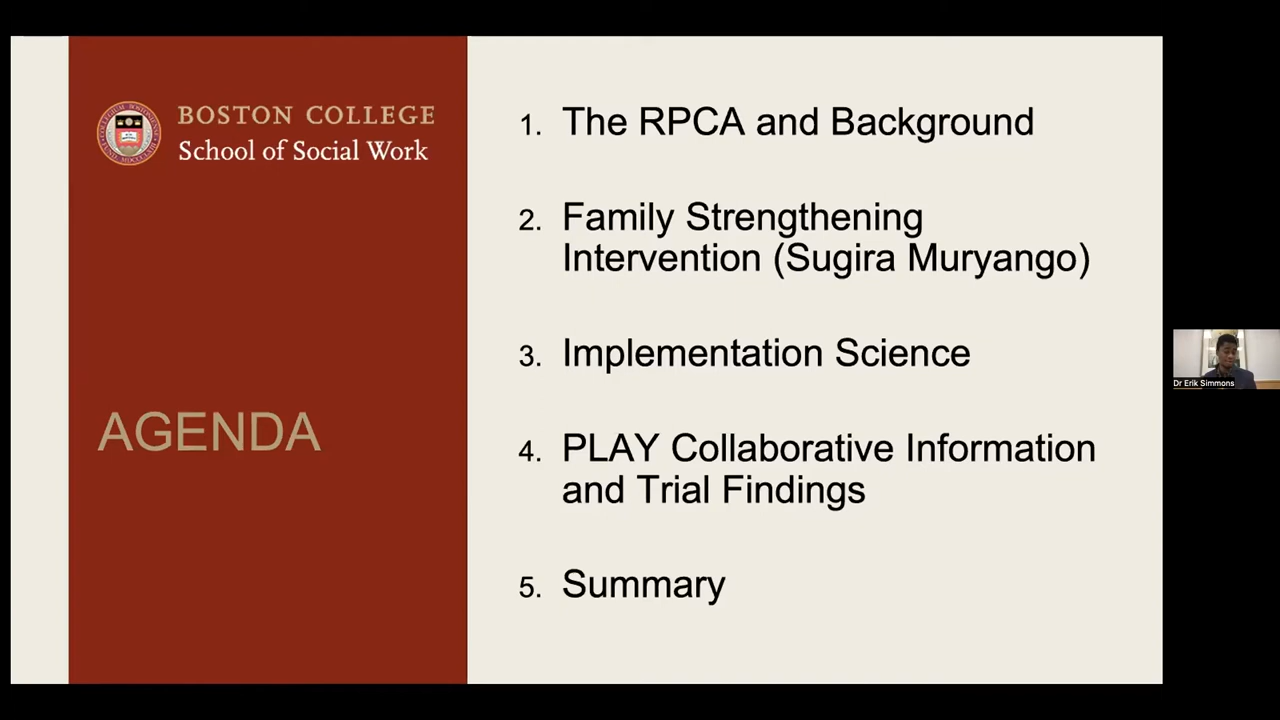 BOSTON COLLEGE
School of Social Work
AGENDA
1. The RPCA and Background
2. Family Strengthening
Intervention (Sugira Muryango)
3. Implementation Science
4. PLAY Collaborative Information
and Trial Findings
5. Summary
Dr Erik Simmons